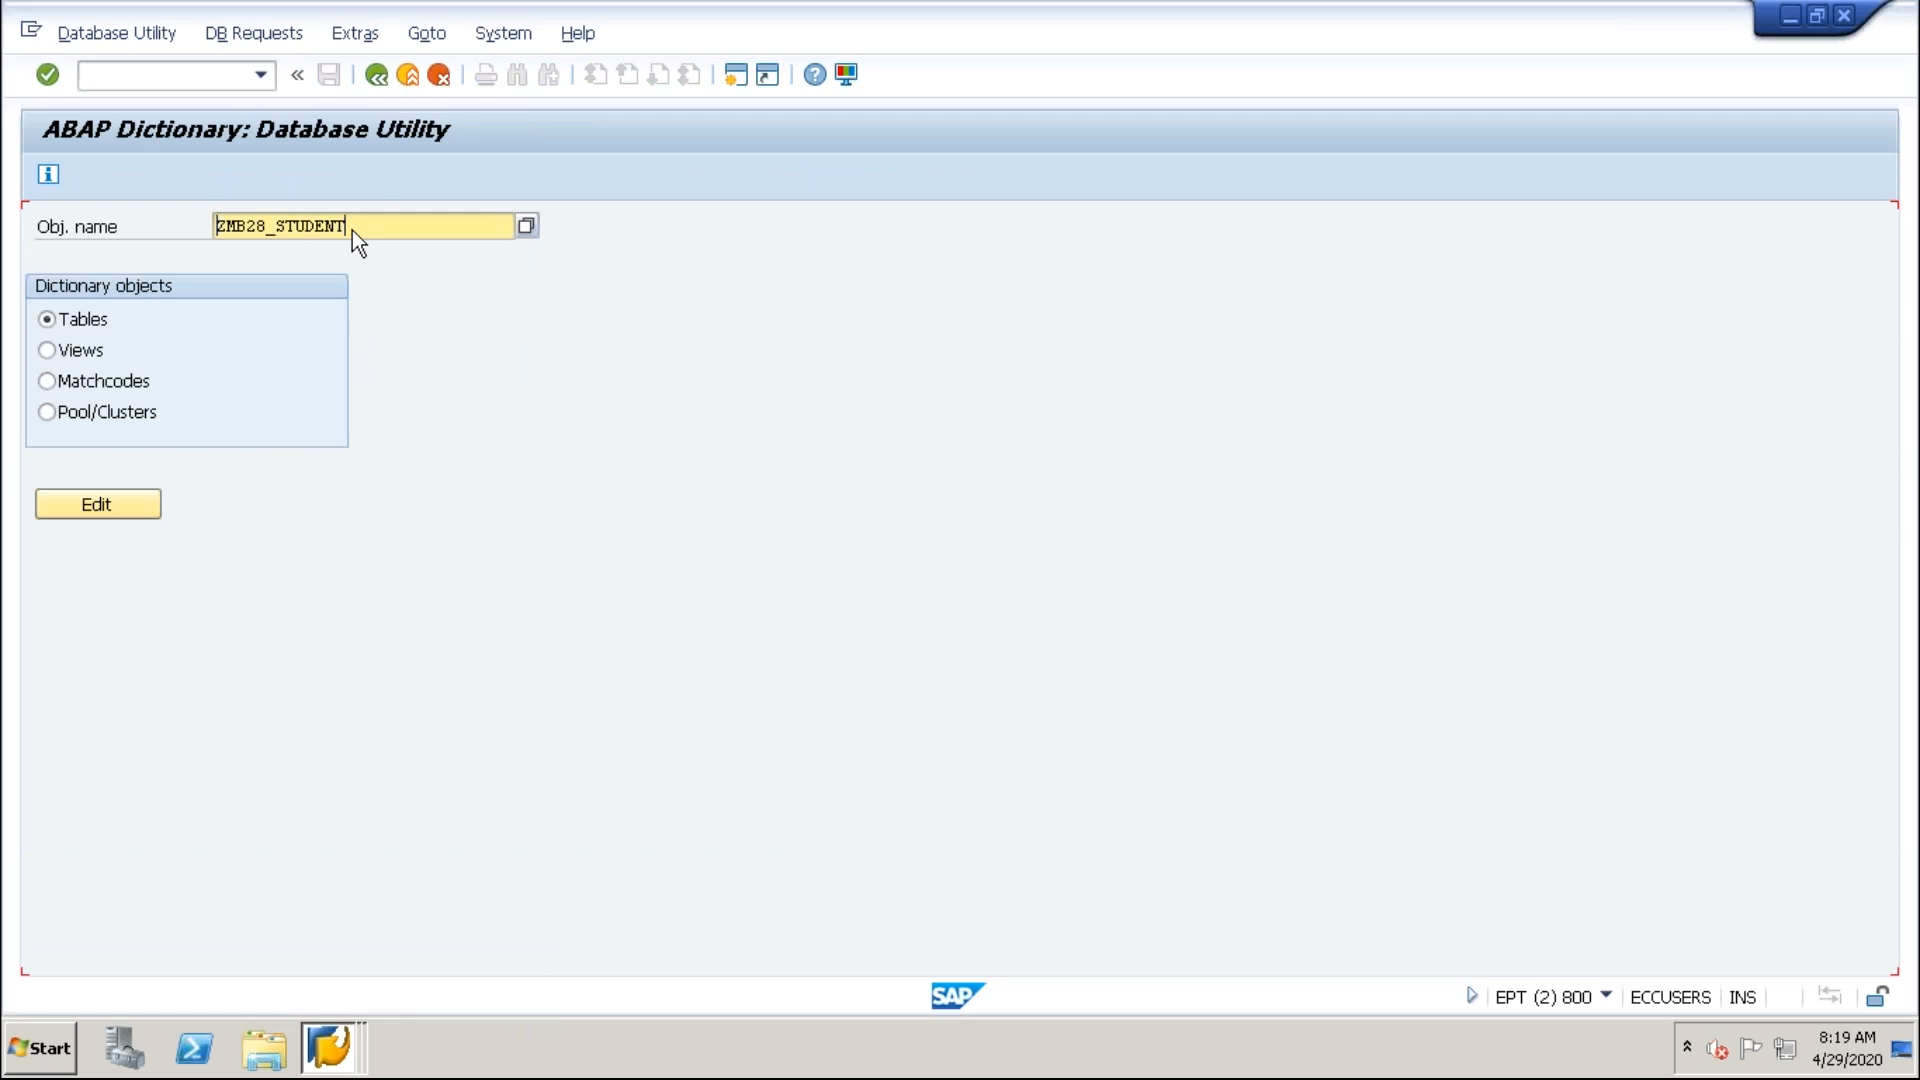 Database Utility DB Requests Extras Goto System Help
ABAP Dictionary: Database Utility
Obj. name ZMB28_STUDENT
Dictionary objects
Tables
Views
Matchcodes
Pool/Clusters
Edit
SAP EPT (2) 800 ECCUSERS INS
Start 8:19 AM
4/29/2020